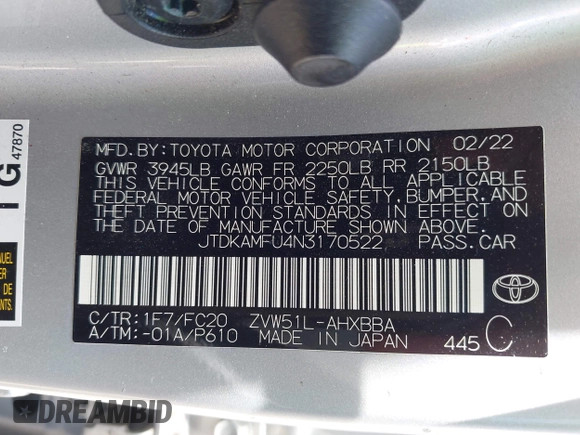 MFD.BY:TOYOTA MOTOR CORPORATION 02/22
GVWR 3945LB GAWR FR 2250LB RR 2150LB
THIS VEHICLE CONFORMS TO ALL APPLICABLE
FEDERAL MOTOR VEHICLE SAFETY,BUMPER,AND
THEFT PREVENTION STANDARDS IN EFFECT ON
THE DATE OF MANUFACTURE SHOWN ABOVE.
JTDKAMFU4N3170522 PASS.CAR
C/TR:1F7/FC20 ZVW51L-AHXBBA
A/TM:-01A/P610 MADE IN JAPAN 445 C
TOYOTA
G
47870
DREAMBID